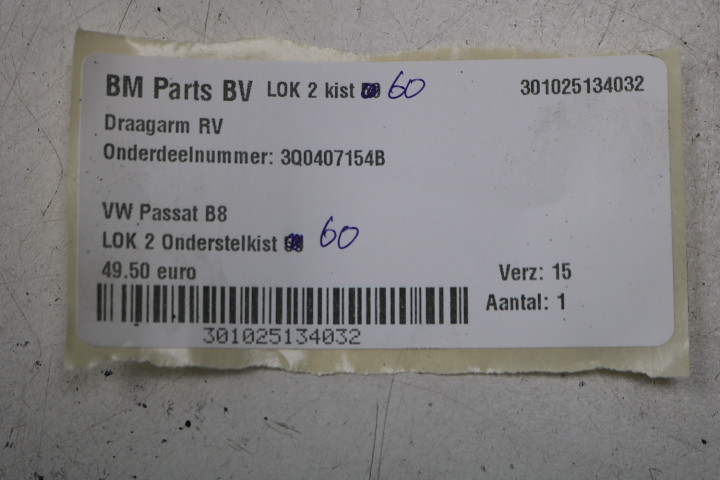 BM Parts BV LOK 2 kist 60 301025134032
Draagarm RV
Onderdeelnummer: 3Q0407154B
VW Passat B8
LOK 2 Onderstelkist 60
49.50 euro Verz: 15
Aantal: 1
301025134032